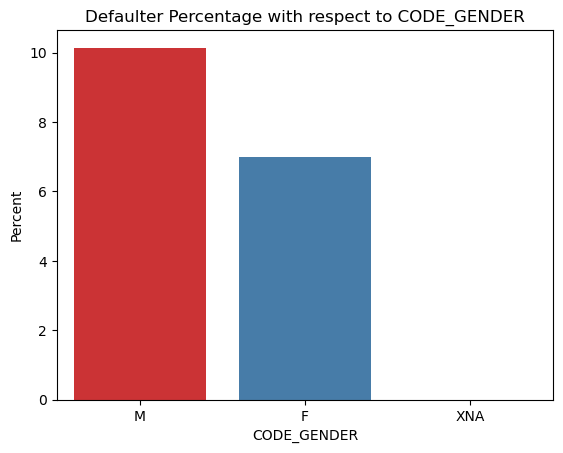 Defaulter Percentage with respect to CODE_GENDER
10
8
6
4
2
0
Percent
M F XNA
CODE_GENDER